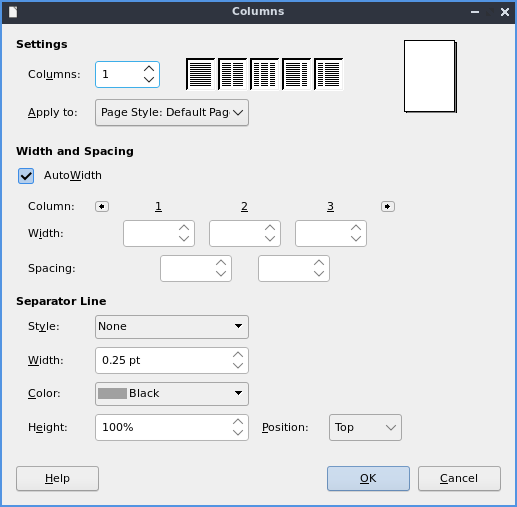 Columns
Settings
Columns: 1
Apply to: Page Style: Default Pag
Width and Spacing
AutoWidth
Column: 1 2 3
Width:
Spacing:
Separator Line
Style: None
Width: 0.25 pt
Color: Black
Height: 100% Position: Top
Help OK Cancel